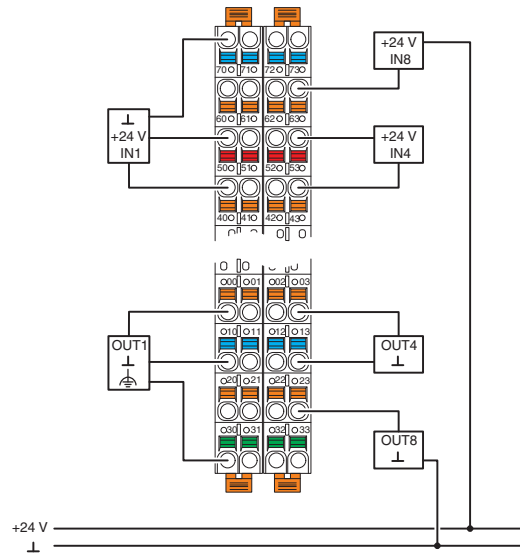 +24 V
IN8
70 71 72 73
60 61 62 63
+24 V
IN1
+24 V
IN4
50 51 52 53
40 41 42 43
00 01 02 03
OUT1
10 11 12 13
OUT4
20 21 22 23
OUT8
30 31 32 33
+24 V